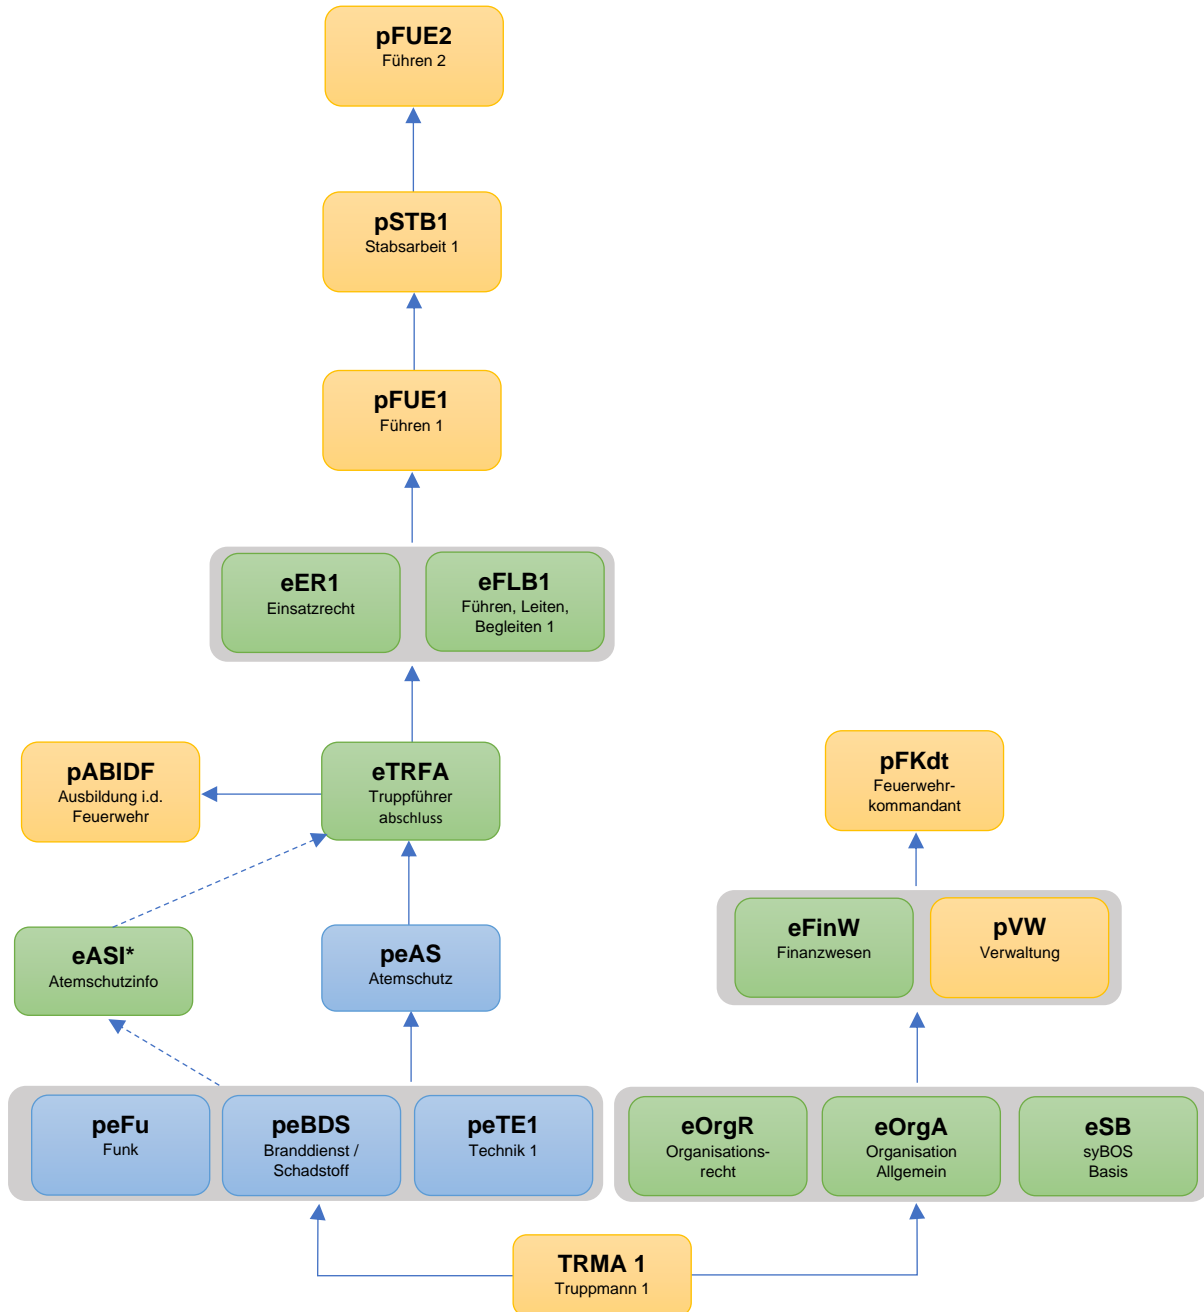 pFUE2
Führen 2
pSTB1
Stabsarbeit 1
pFUE1
Führen 1
eER1
Einsatzrecht
eFLB1
Führen, Leiten,
Begleiten 1
pABIDF
Ausbildung i.d.
Feuerwehr
eTRFA
Truppführer
abschluss
pFKdt
Feuerwehr-
kommandant
eASI*
Atemschutzinfo
peAS
Atemschutz
eFinW
Finanzwesen
pVW
Verwaltung
peFu
Funk
peBDS
Branddienst /
Schadstoff
peTE1
Technik 1
eOrgR
Organisations-
recht
eOrgA
Organisation
Allgemein
eSB
syBOS
Basis
TRMA 1
Truppmann 1